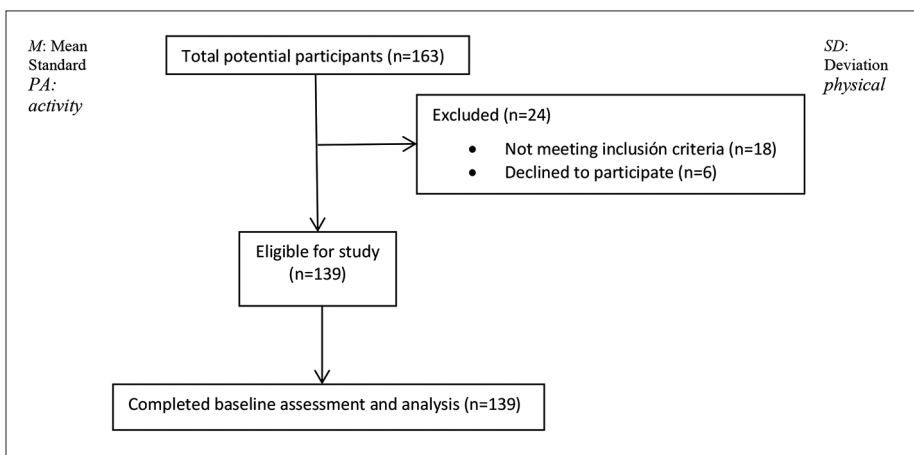 M: Mean
Standard
PA:
activity
SD:
Deviation
physical
Total potential participants (n=163)
Excluded (n=24)
• Not meeting inclusión criteria (n=18)
• Declined to participate (n=6)
Eligible for study
(n=139)
Completed baseline assessment and analysis (n=139)